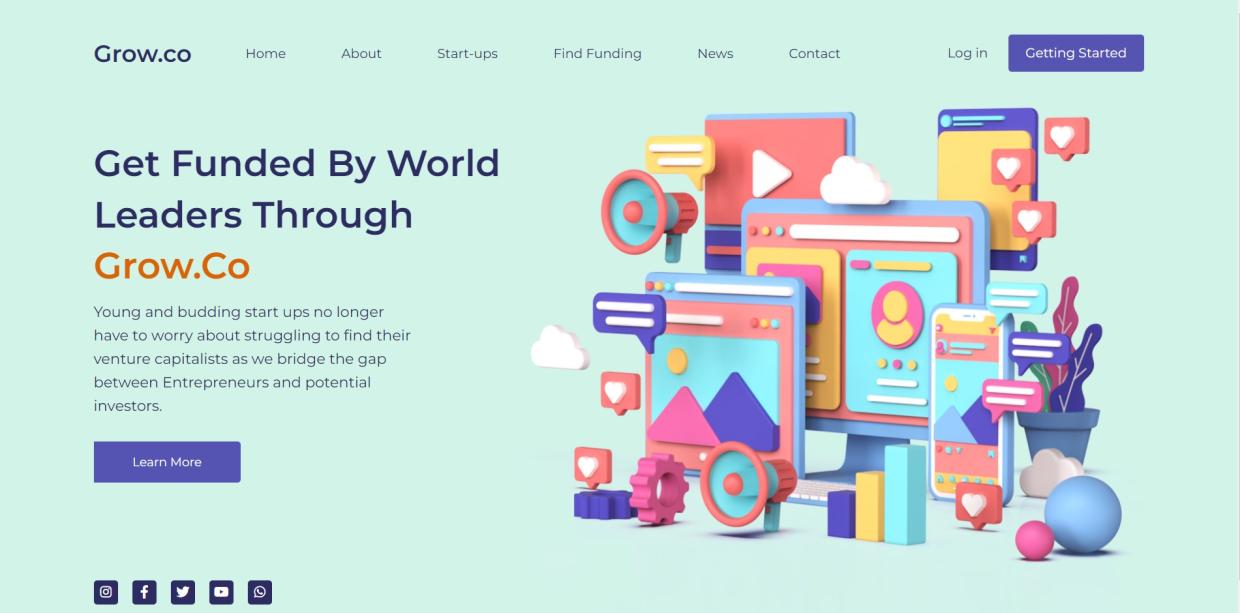 Grow.co
Home
About
Start-ups
Find Funding
News
Contact
Log in
Getting Started
Get Funded By World
Leaders Through
Grow.Co
Young and budding start ups no longer
have to worry about struggling to find their
venture capitalists as we bridge the gap
between Entrepreneurs and potential
investors.
Learn More